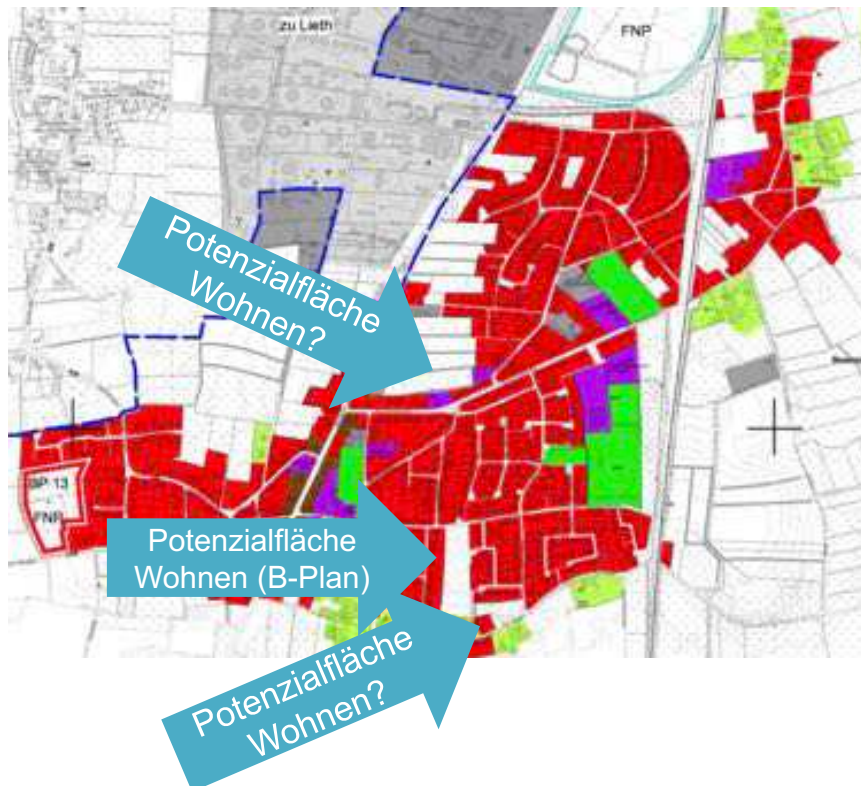 zu Lieth
FNP
Potenzialfläche
Wohnen?
BP 13
FNP
Potenzialfläche
Wohnen (B-Plan)
Potenzialfläche
Wohnen?